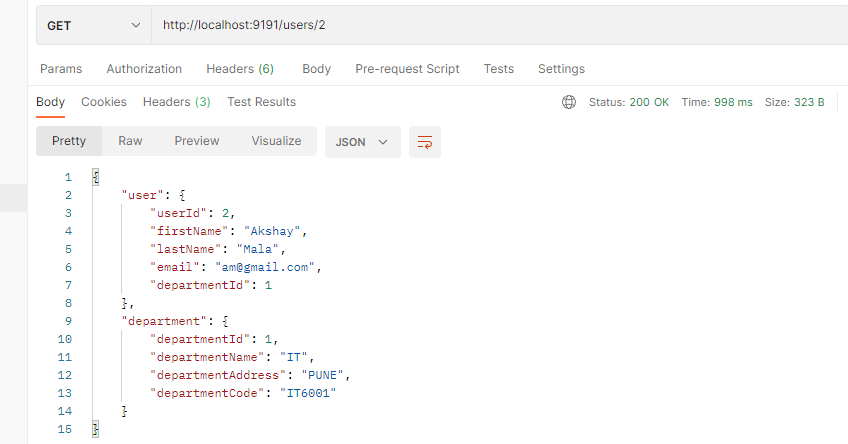 GET http://localhost:9191/users/2
Params Authorization Headers (6) Body Pre-request Script Tests Settings
Body Cookies Headers (3) Test Results Status: 200 OK Time: 998 ms Size: 323 B
Pretty Raw Preview Visualize JSON
1 {
2 "user": {
3 "userId": 2,
4 "firstName": "Akshay",
5 "lastName": "Mala",
6 "email": "am@gmail.com",
7 "departmentId": 1
8 },
9 "department": {
10 "departmentId": 1,
11 "departmentName": "IT",
12 "departmentAddress": "PUNE",
13 "departmentCode": "IT6001"
14 }
15 }